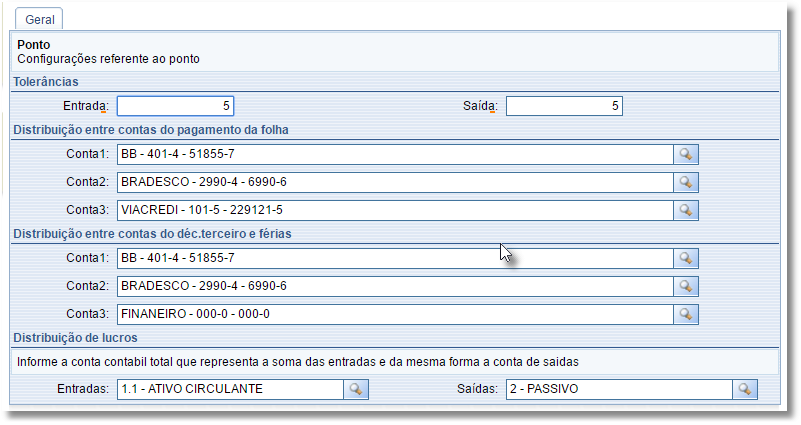 Geral
Ponto
Configurações referente ao ponto
Tolerâncias
Entrada: 5 Saída: 5
Distribuição entre contas do pagamento da folha
Conta1: BB - 401-4 - 51855-7
Conta2: BRADESCO - 2990-4 - 6990-6
Conta3: VIACREDI - 101-5 - 229121-5
Distribuição entre contas do déc.terceiro e férias
Conta1: BB - 401-4 - 51855-7
Conta2: BRADESCO - 2990-4 - 6990-6
Conta3: FINANEIRO - 000-0 - 000-0
Distribuição de lucros
Informe a conta contabil total que representa a soma das entradas e da mesma forma a conta de saidas
Entradas: 1.1 - ATIVO CIRCULANTE Saídas: 2 - PASSIVO